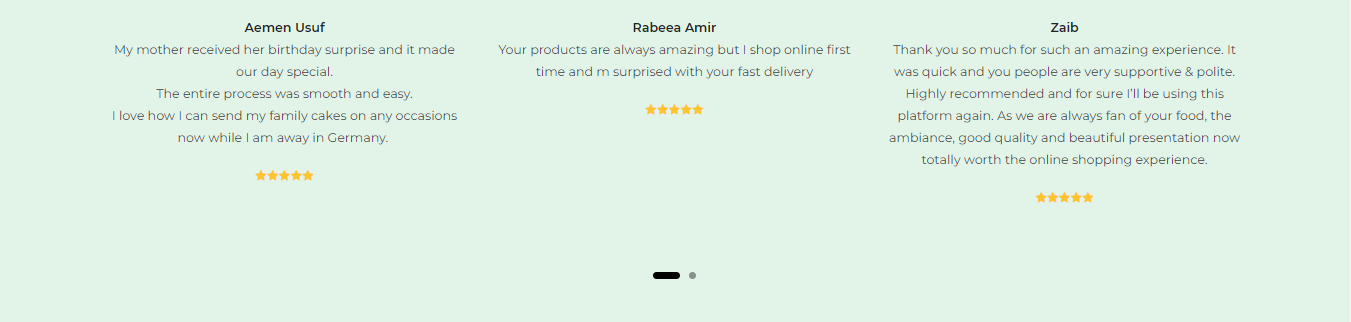 Aemen Usuf
My mother received her birthday surprise and it made
our day special.
The entire process was smooth and easy.
I love how I can send my family cakes on any occasions
now while I am away in Germany.
Rabeea Amir
Your products are always amazing but I shop online first
time and m surprised with your fast delivery
Zaib
Thank you so much for such an amazing experience. It
was quick and you people are very supportive & polite.
Highly recommended and for sure I'll be using this
platform again. As we are always fan of your food, the
ambiance, good quality and beautiful presentation now
totally worth the online shopping experience.